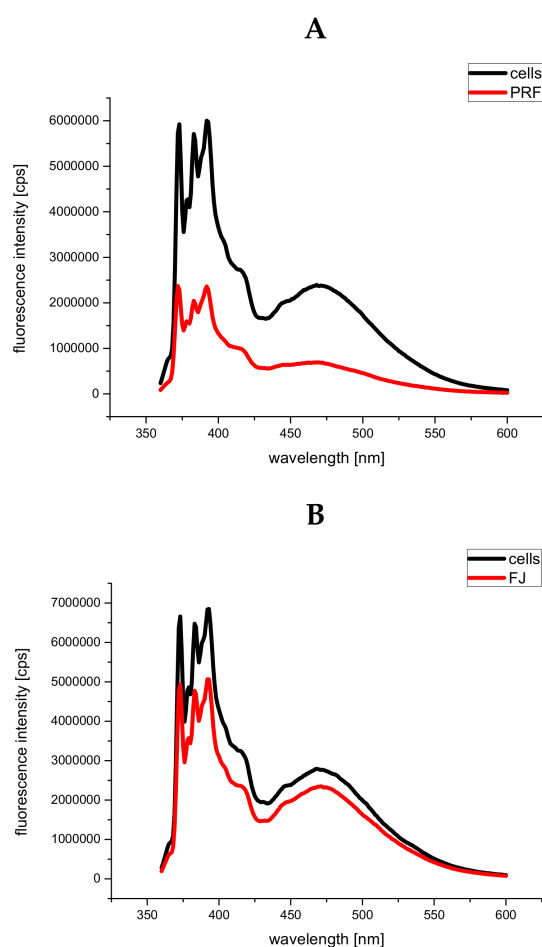 A
cells
PRF
6000000
5000000
4000000
3000000
2000000
1000000
0
fluorescence intensity [cps]
350 400 450 500 550 600
wavelength [nm]
B
cells
FJ
7000000
6000000
5000000
4000000
3000000
2000000
1000000
0
fluorescence intensity [cps]
350 400 450 500 550 600
wavelength [nm]